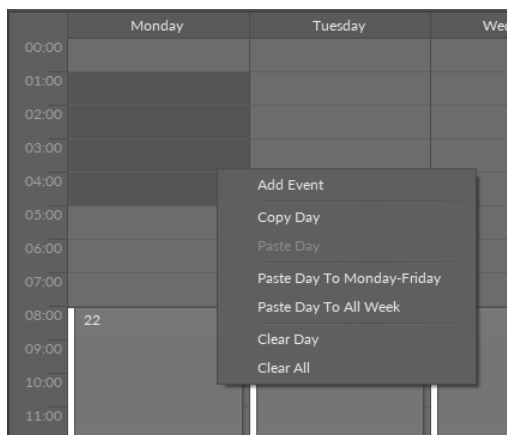 Monday Tuesday Wed
00:00
01:00
02:00
03:00
04:00
05:00
06:00
07:00
08:00
09:00
10:00
11:00
22
Add Event
Copy Day
Paste Day
Paste Day To Monday-Friday
Paste Day To All Week
Clear Day
Clear All